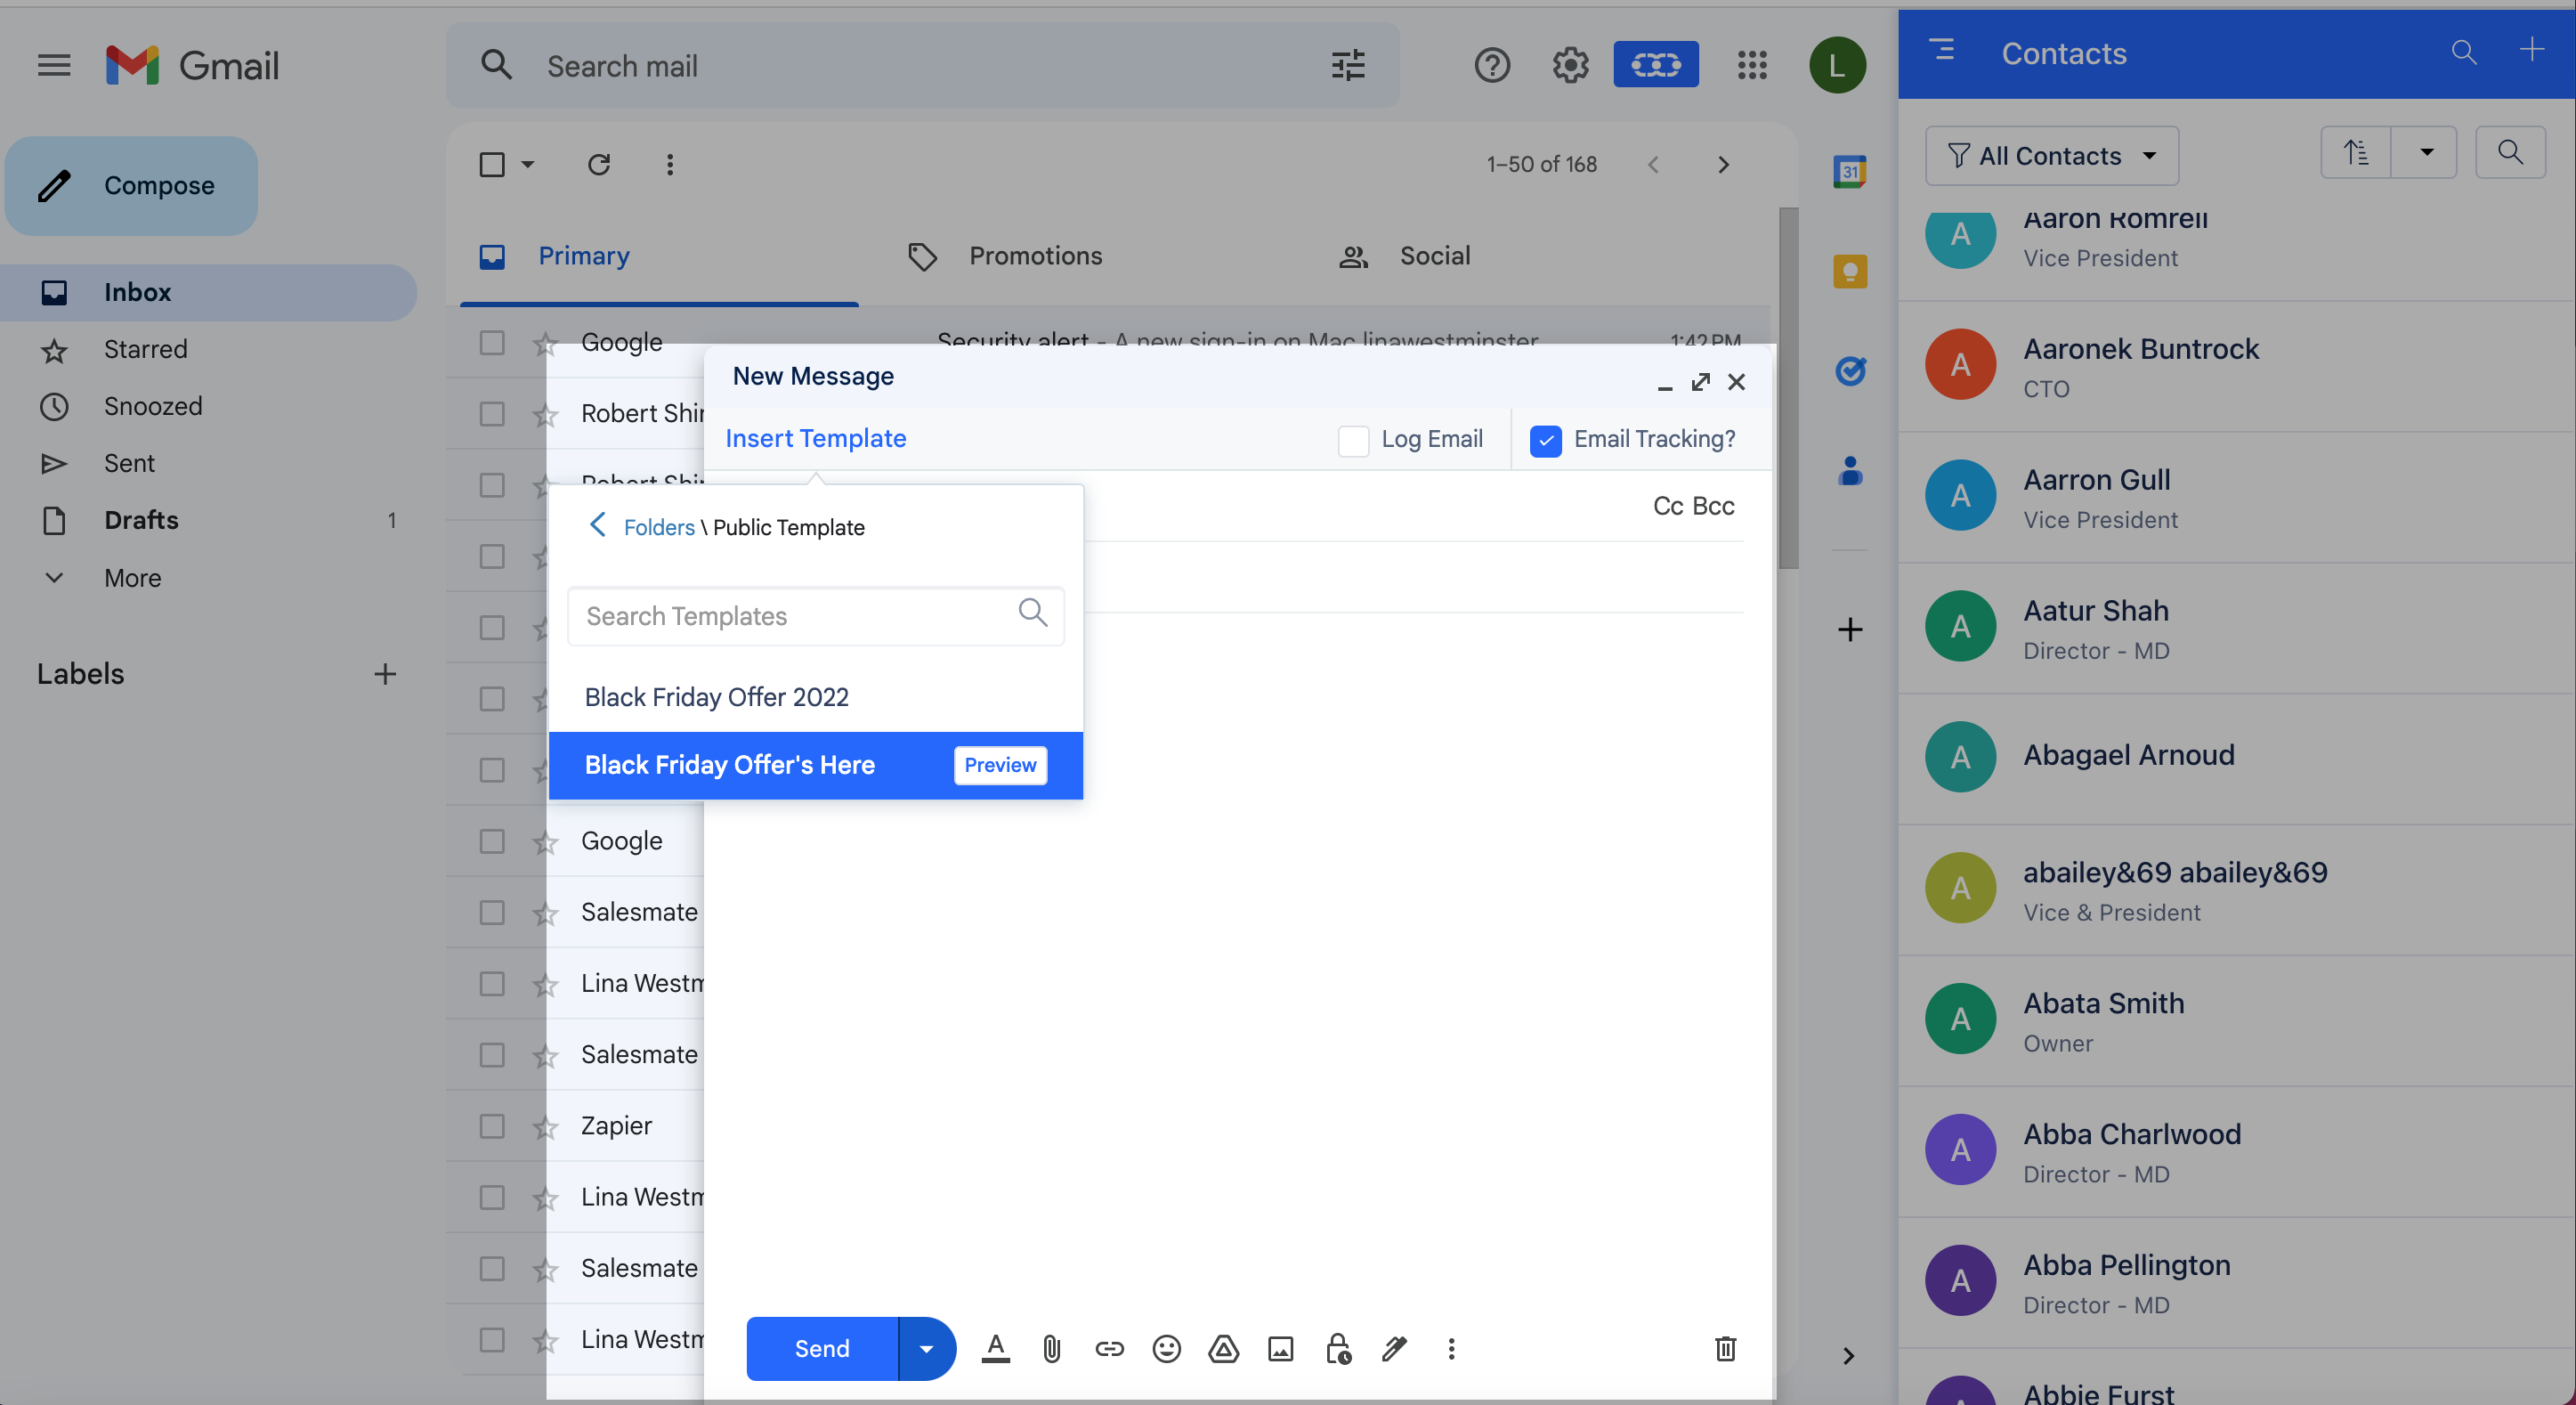 Gmail
Search mail
L
Compose
Inbox
Starred
Snoozed
Sent
Drafts 1
More
Labels
1–50 of 168
Primary
Promotions
Social
Google Security alert - A new sign-in on Mac linawestminster 1:42 PM
Robert Shir
Robert Shir
Google
Salesmate
Lina Westm
Salesmate
Zapier
Lina Westm
Salesmate
Lina Westm
New Message
Insert Template
Log Email
Email Tracking?
Cc Bcc
Folders \ Public Template
Search Templates
Black Friday Offer 2022
Black Friday Offer's Here
Preview
Send
31
Contacts
All Contacts
A
Aaron Romrell
Vice President
A
Aaronek Buntrock
CTO
A
Aarron Gull
Vice President
A
Aatur Shah
Director - MD
A
Abagael Arnoud
A
abailey&69 abailey&69
Vice & President
A
Abata Smith
Owner
A
Abba Charlwood
Director - MD
A
Abba Pellington
Director - MD
Abbie Furst